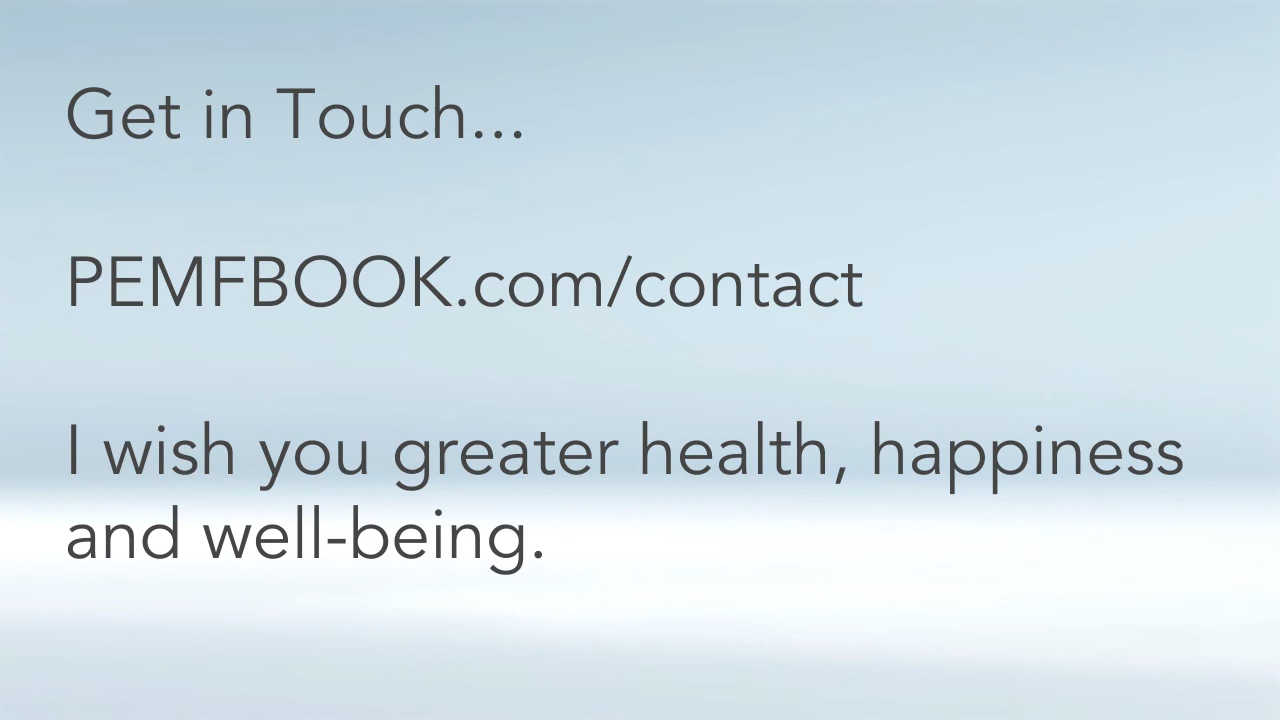 Get in Touch...
PEMFBOOK.com/contact
I wish you greater health, happiness
and well-being.